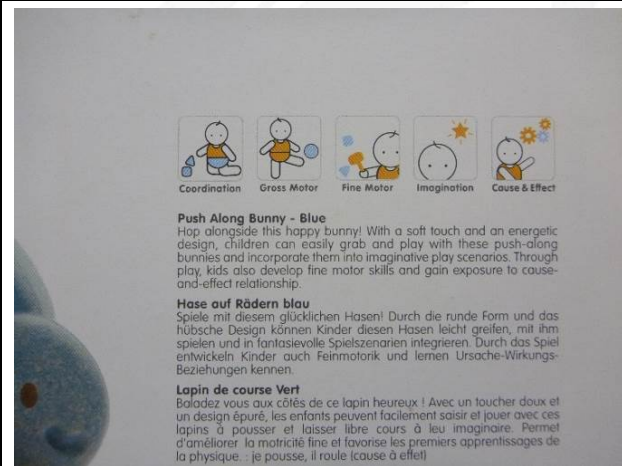 Coordination Gross Motor Fine Motor Imagination Cause & Effect
Push Along Bunny - Blue
Hop alongside this happy bunny! With a soft touch and an energetic
design, children can easily grab and play with these push-along
bunnies and incorporate them into imaginative play scenarios. Through
play, kids also develop fine motor skills and gain exposure to cause-
and-effect relationship.
Hase auf Rädern blau
Spiele mit diesem glücklichen Hasen! Durch die runde Form und das
hübsche Design können Kinder diesen Hasen leicht greifen, mit ihm
spielen und in fantasievolle Spielszenarien integrieren. Durch das Spiel
entwickeln Kinder auch Feinmotorik und lernen Ursache-Wirkungs-
Beziehungen kennen.
Lapin de course Vert
Baladez vous aux côtés de ce lapin heureux ! Avec un toucher doux et
un design épuré, les enfants peuvent facilement saisir et jouer avec ces
lapins à pousser et laisser libre cours à leu imaginaire. Permet
d'améliorer la motricité fine et favorise les premiers apprentissages de
la physique. : je pousse, il roule (cause à effet)